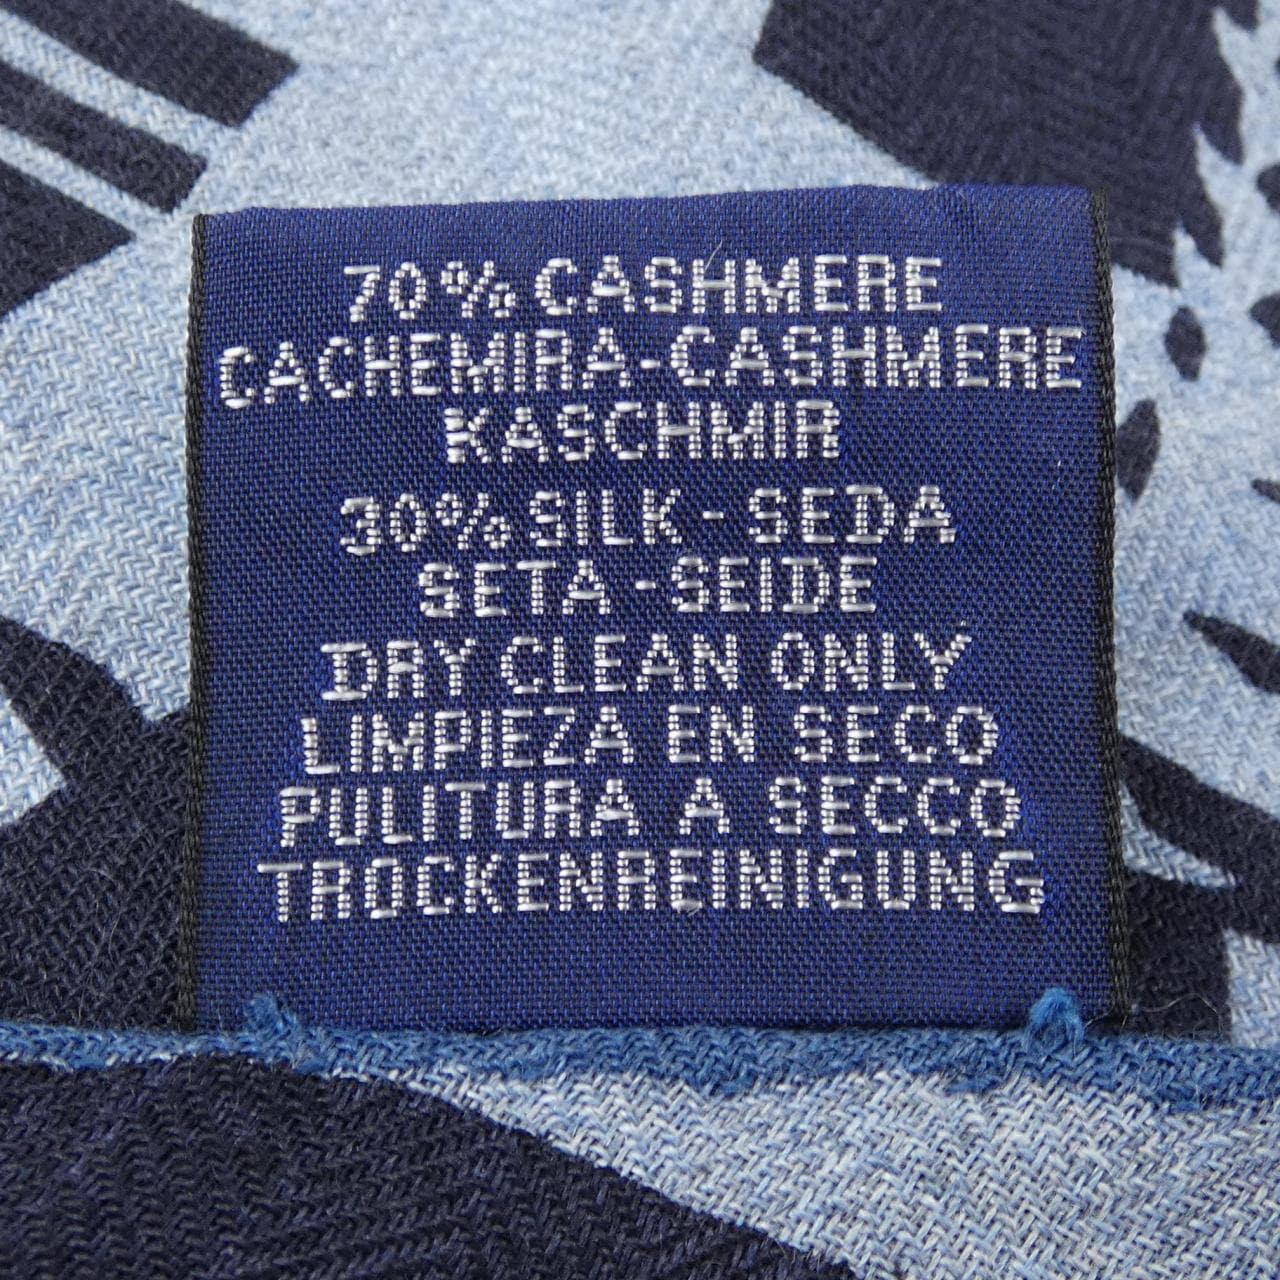 70% CASHMERE
CACHEMIRA-CASHMERE
KASCHMIR
30% SILK - SEDA
SETA -SEIDE
DRY CLEAN ONLY
LIMPIEZA EN SECO
PULITURA A SECCO
TROCKENREINIGUNG